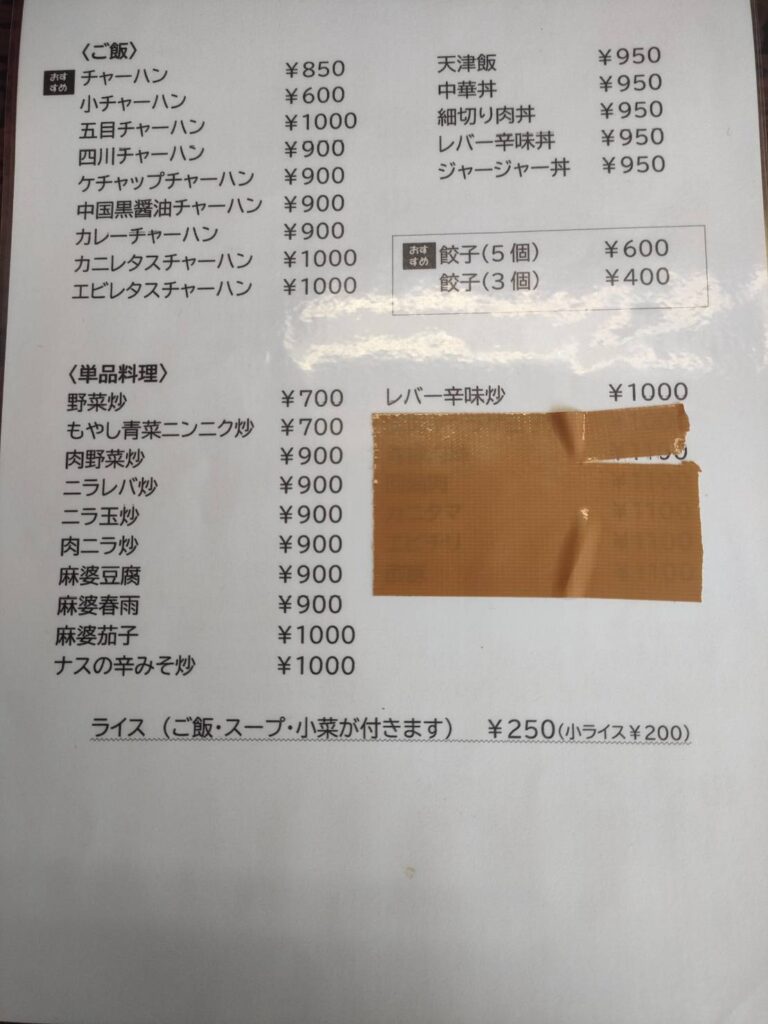 〈ご飯〉
おすすめ チャーハン ￥850
小チャーハン ￥600
五目チャーハン ￥1000
四川チャーハン ￥900
ケチャップチャーハン ￥900
中国黒醤油チャーハン ￥900
カレーチャーハン ￥900
カニレタスチャーハン ￥1000
エビレタスチャーハン ￥1000
天津飯 ￥950
中華丼 ￥950
細切り肉丼 ￥950
レバー辛味丼 ￥950
ジャージャー丼 ￥950
おすすめ 餃子(5個) ￥600
餃子(3個) ￥400
〈単品料理〉
野菜炒 ￥700
もやし青菜ニンニク炒 ￥700
肉野菜炒 ￥900
ニラレバ炒 ￥900
ニラ玉炒 ￥900
肉ニラ炒 ￥900
麻婆豆腐 ￥900
麻婆春雨 ￥900
麻婆茄子 ￥1000
ナスの辛みそ炒 ￥1000
レバー辛味炒 ￥1000
ライス (ご飯・スープ・小菜が付きます) ￥250(小ライス￥200)